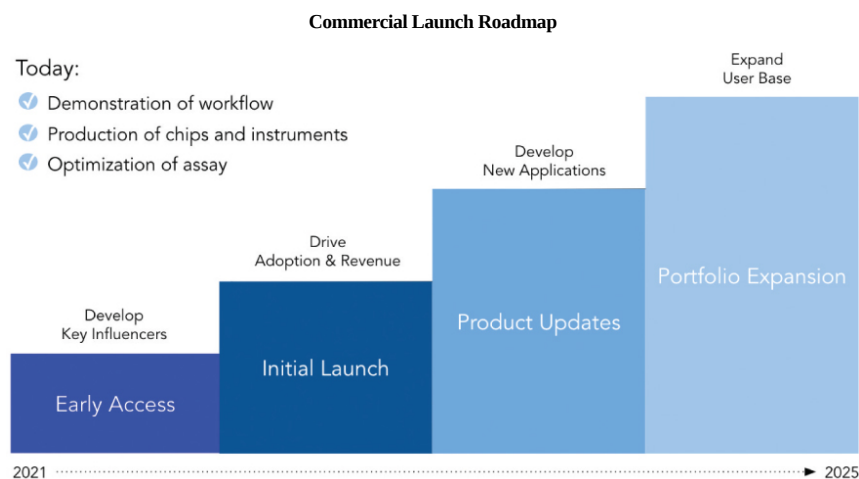 Commercial Launch Roadmap
Today:
Demonstration of workflow
Production of chips and instruments
Optimization of assay
Develop
Key Influencers
Early Access
Drive
Adoption & Revenue
Initial Launch
Develop
New Applications
Product Updates
Expand
User Base
Portfolio Expansion
2021
2025